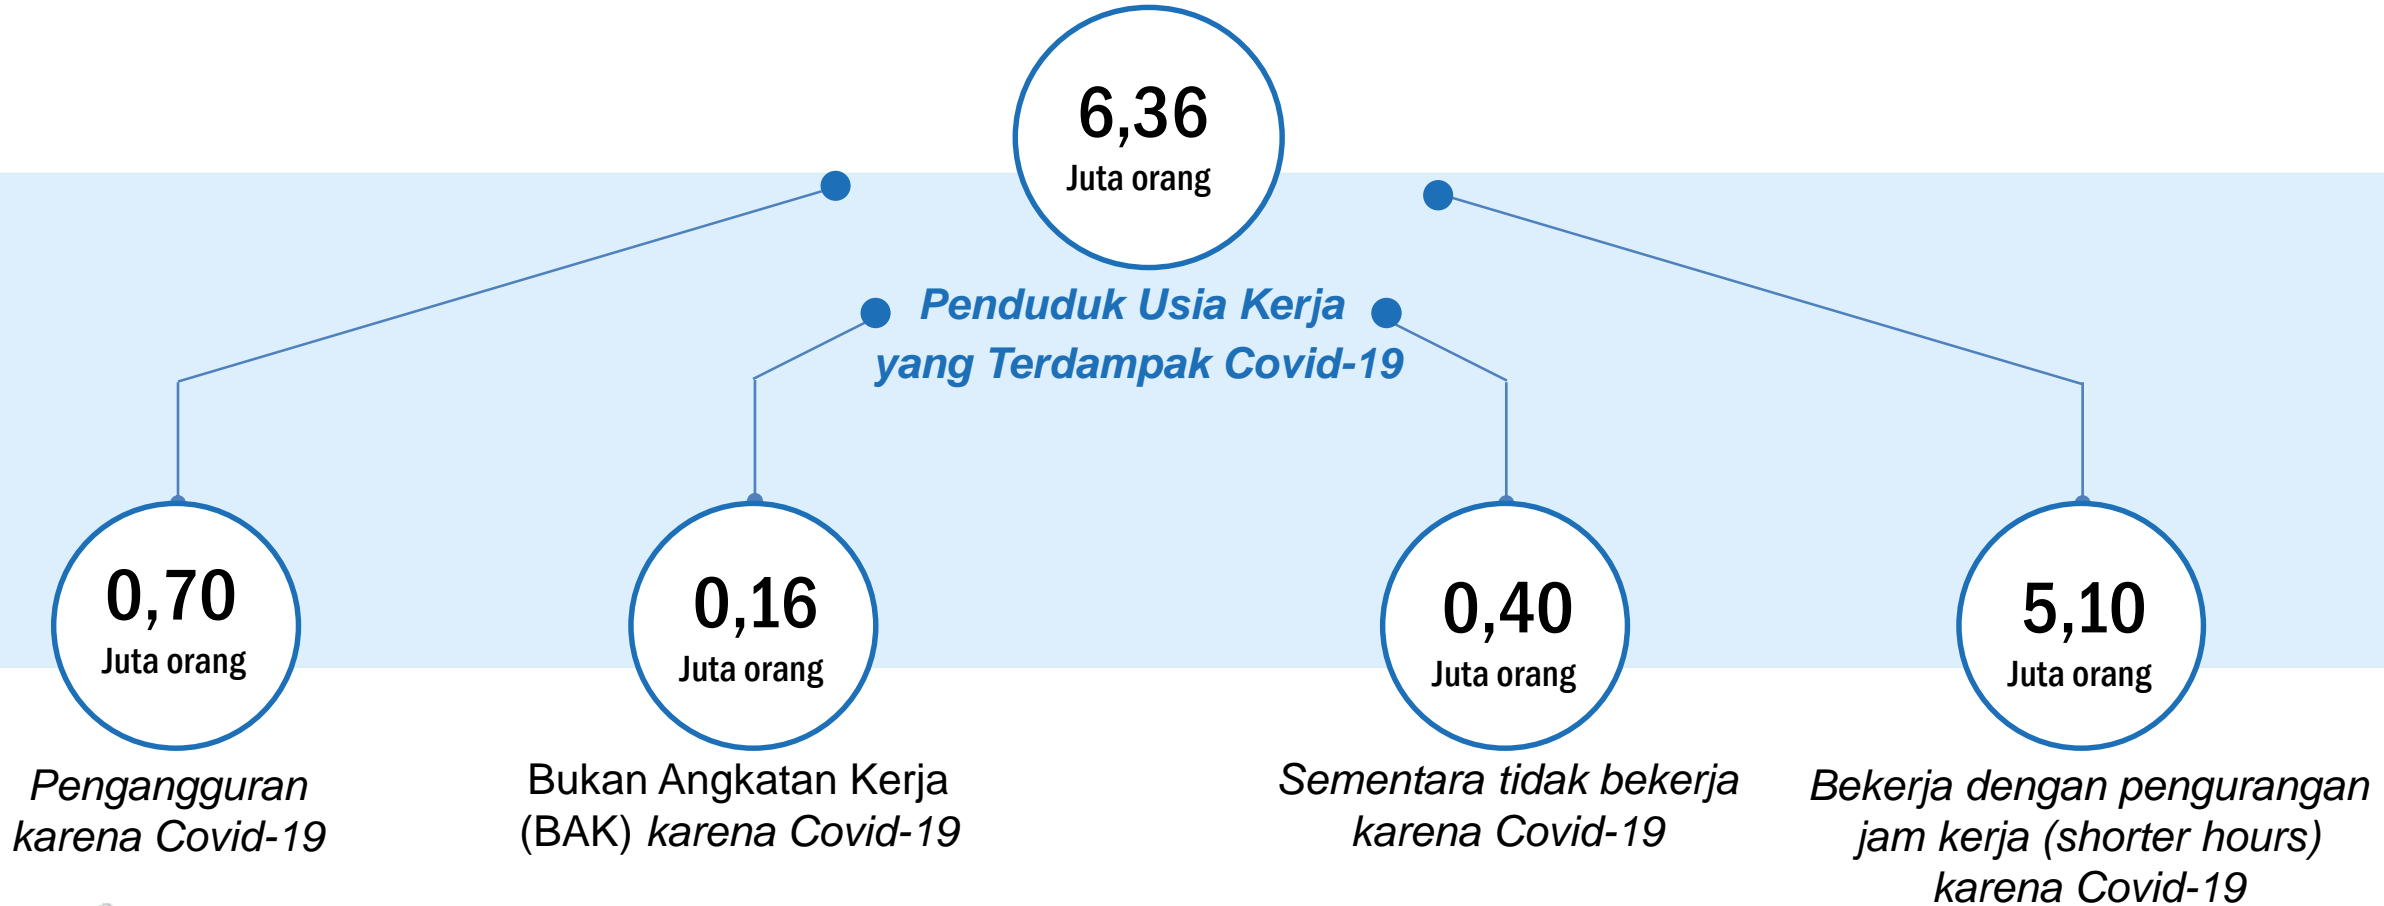 6,36
Juta orang
Penduduk Usia Kerja
yang Terdampak Covid-19
0,70
Juta orang
Pengangguran
karena Covid-19
0,16
Juta orang
Bukan Angkatan Kerja
(BAK) karena Covid-19
0,40
Juta orang
Sementara tidak bekerja
karena Covid-19
5,10
Juta orang
Bekerja dengan pengurangan
jam kerja (shorter hours)
karena Covid-19